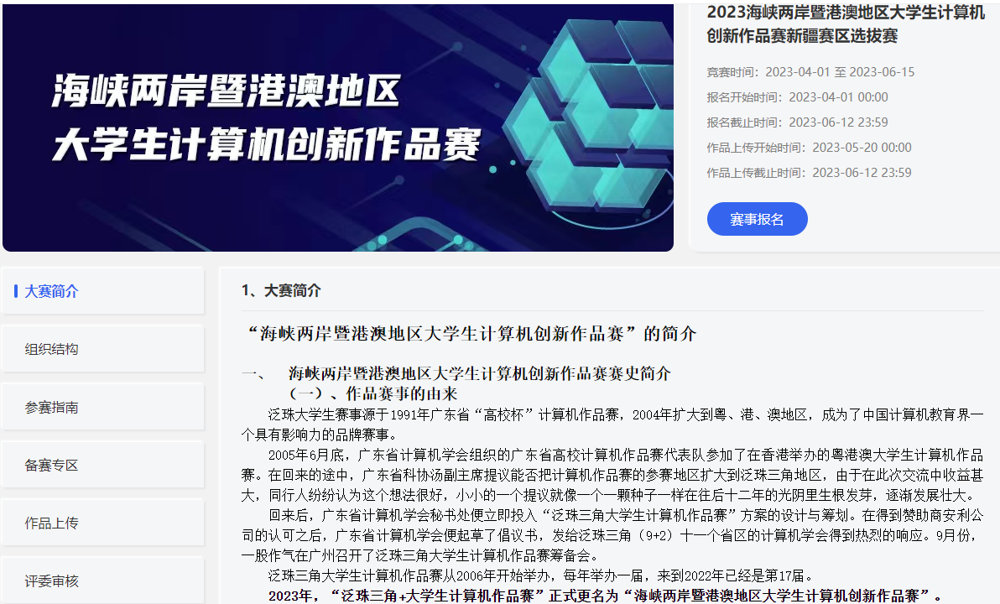 海峡两岸暨港澳地区
大学生计算机创新作品赛
2023海峡两岸暨港澳地区大学生计算机
创新作品赛新疆赛区选拔赛
竞赛时间：2023-04-01 至 2023-06-15
报名开始时间：2023-04-01 00:00
报名截止时间：2023-06-12 23:59
作品上传开始时间：2023-05-20 00:00
作品上传截止时间：2023-06-12 23:59
赛事报名
大赛简介
组织结构
参赛指南
备赛专区
作品上传
评委审核
1、大赛简介
“海峡两岸暨港澳地区大学生计算机创新作品赛”的简介
一、 海峡两岸暨港澳地区大学生计算机创新作品赛赛史简介
（一）、作品赛事的由来
泛珠大学生赛事源于1991年广东省“高校杯”计算机作品赛，2004年扩大到粤、港、澳地区，成为了中国计算机教育界一
个具有影响力的品牌赛事。
2005年6月底，广东省计算机学会组织的广东省高校计算机作品赛代表队参加了在香港举办的粤港澳大学生计算机作品
赛。在回来的途中，广东省科协汤副主席提议能否把计算机作品赛的参赛地区扩大到泛珠三角地区，由于在此次交流中收益甚
大，同行人纷纷认为这个想法很好，小小的一个提议就像一个一颗种子一样在往后十二年的光阴里生根发芽，逐渐发展壮大。
回来后，广东省计算机学会秘书处便立即投入“泛珠三角大学生计算机作品赛”方案的设计与筹划。在得到赞助商安利公
司的认可之后，广东省计算机学会便起草了倡议书，发给泛珠三角（9+2）十一个省区的计算机学会得到热烈的响应。9月份，
一股作气在广州召开了泛珠三角大学生计算机作品赛筹备会。
泛珠三角大学生计算机作品赛从2006年开始举办，每年举办一届，来到2022年已经是第17届。
2023年，“泛珠三角+大学生计算机作品赛”正式更名为“海峡两岸暨港澳地区大学生计算机创新作品赛”。